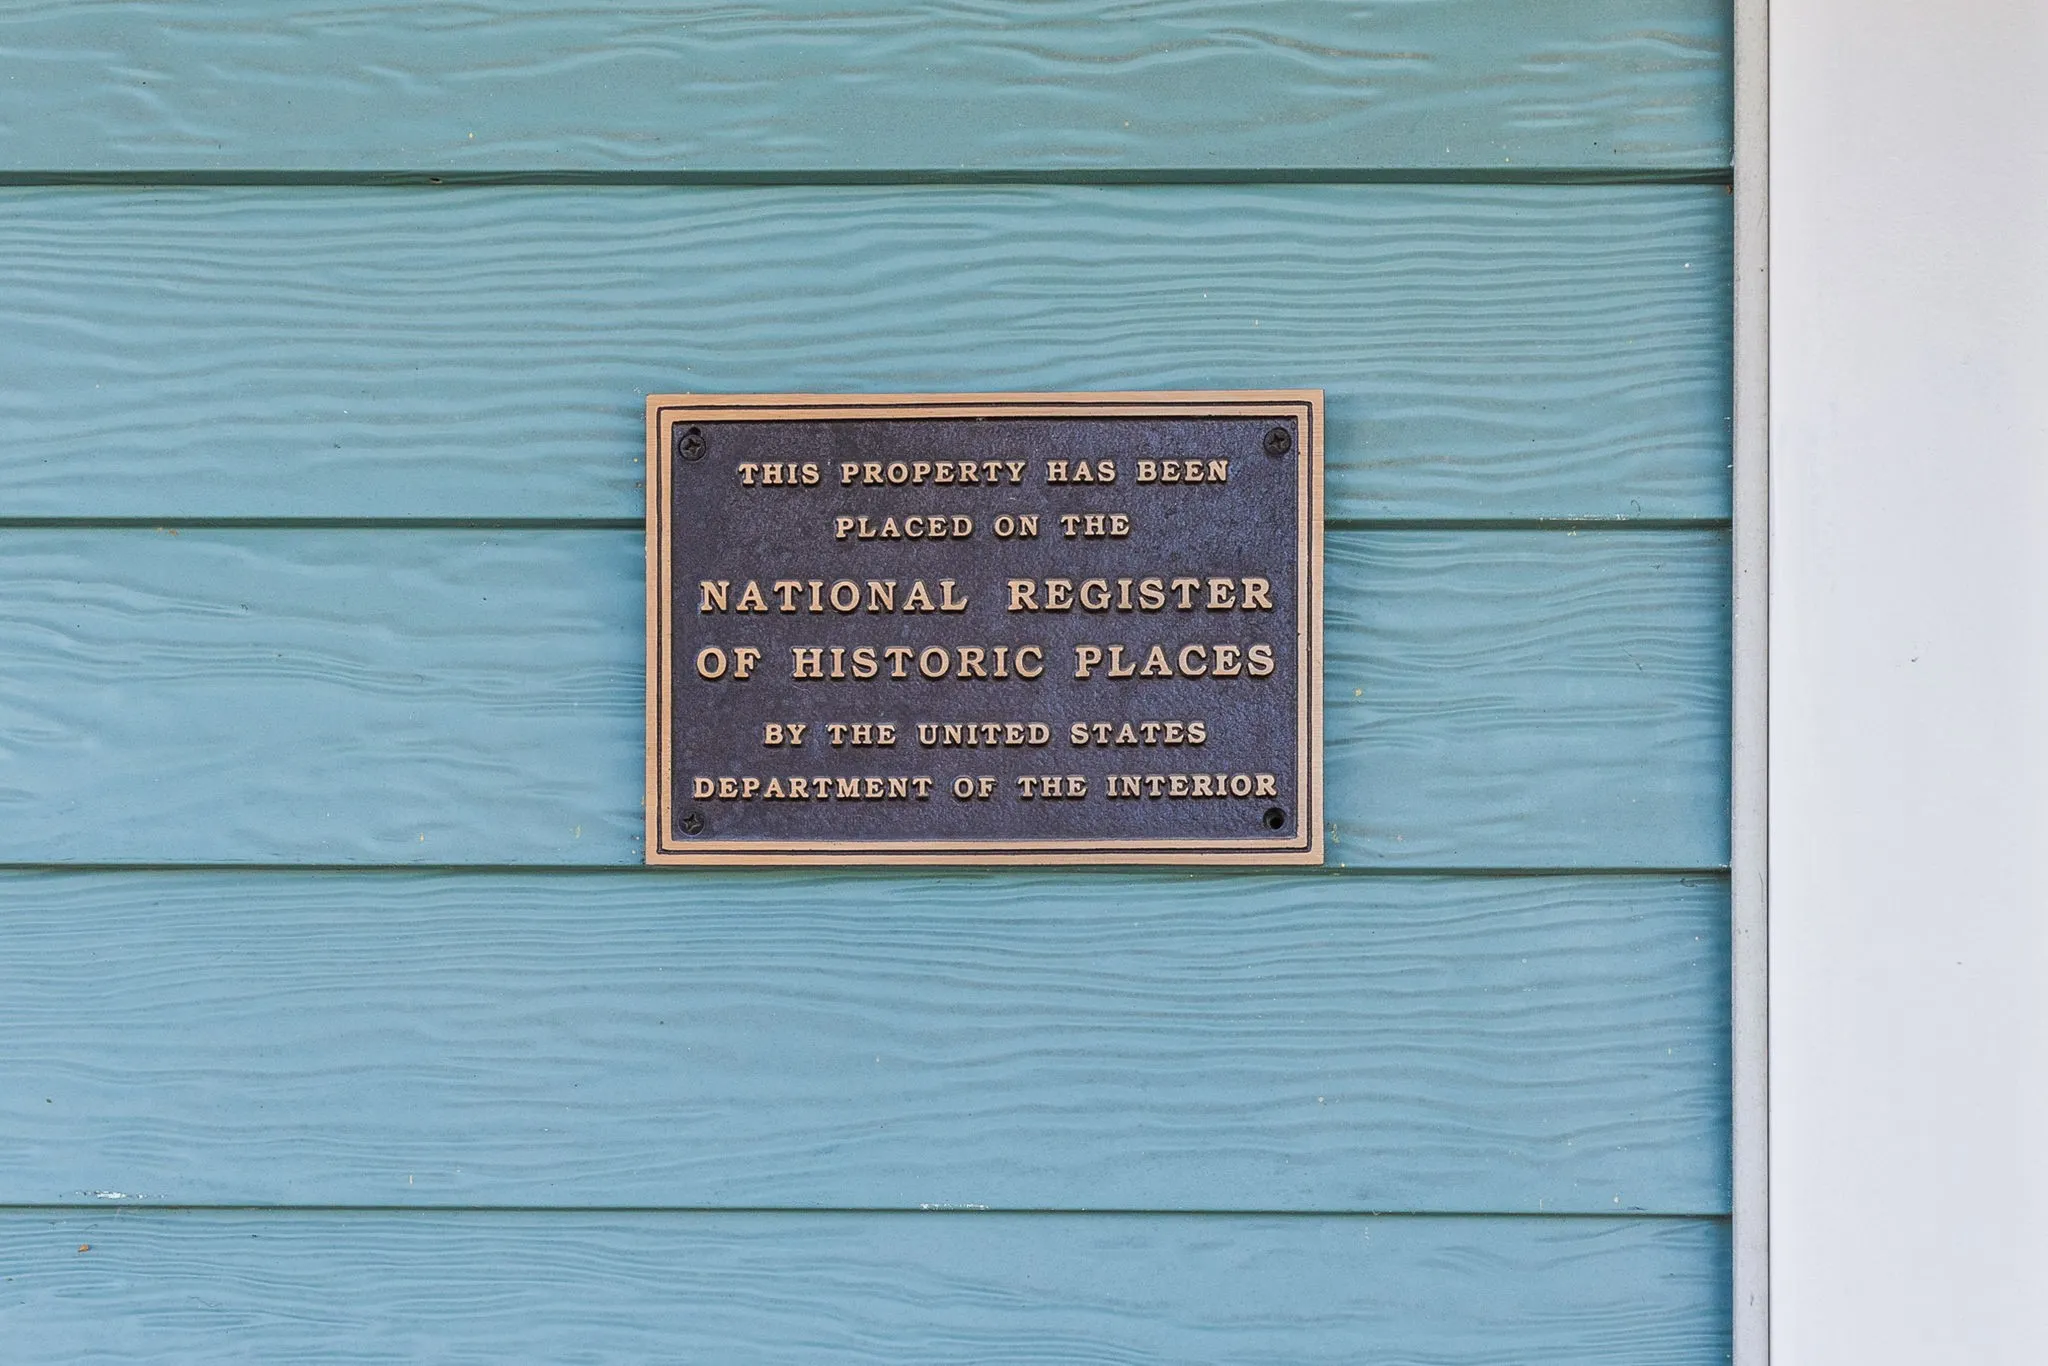 THIS PROPERTY HAS BEEN
PLACED ON THE
NATIONAL REGISTER
OF HISTORIC PLACES
BY THE UNITED STATES
DEPARTMENT OF THE INTERIOR